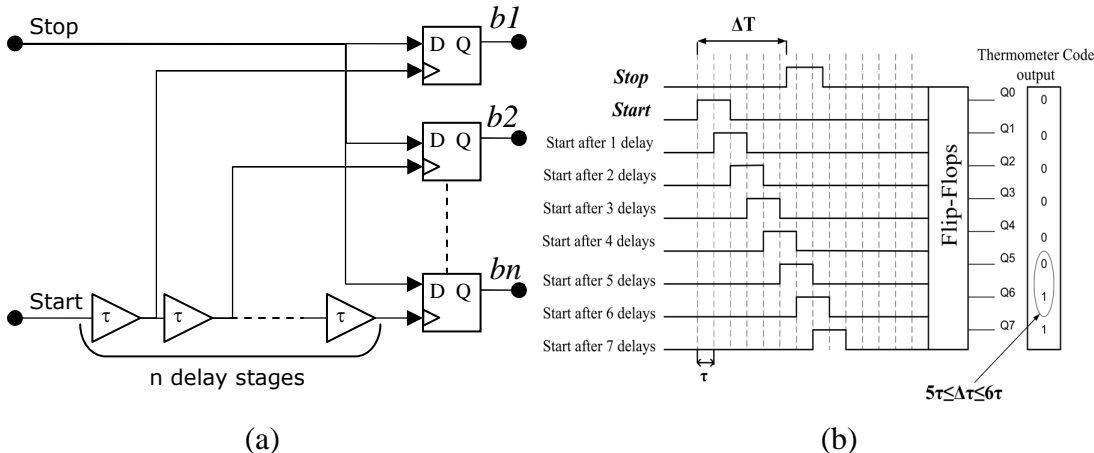 Stop
b1
D Q
b2
D Q
bn
D Q
Start
τ
τ
τ
n delay stages
(a)
ΔT
Stop
Start
Start after 1 delay
Start after 2 delays
Start after 3 delays
Start after 4 delays
Start after 5 delays
Start after 6 delays
Start after 7 delays
τ
Flip-Flops
Thermometer Code
output
Q0 0
Q1 0
Q2 0
Q3 0
Q4 0
Q5 0
Q6 1
Q7 1
5τ≤Δτ≤6τ
(b)